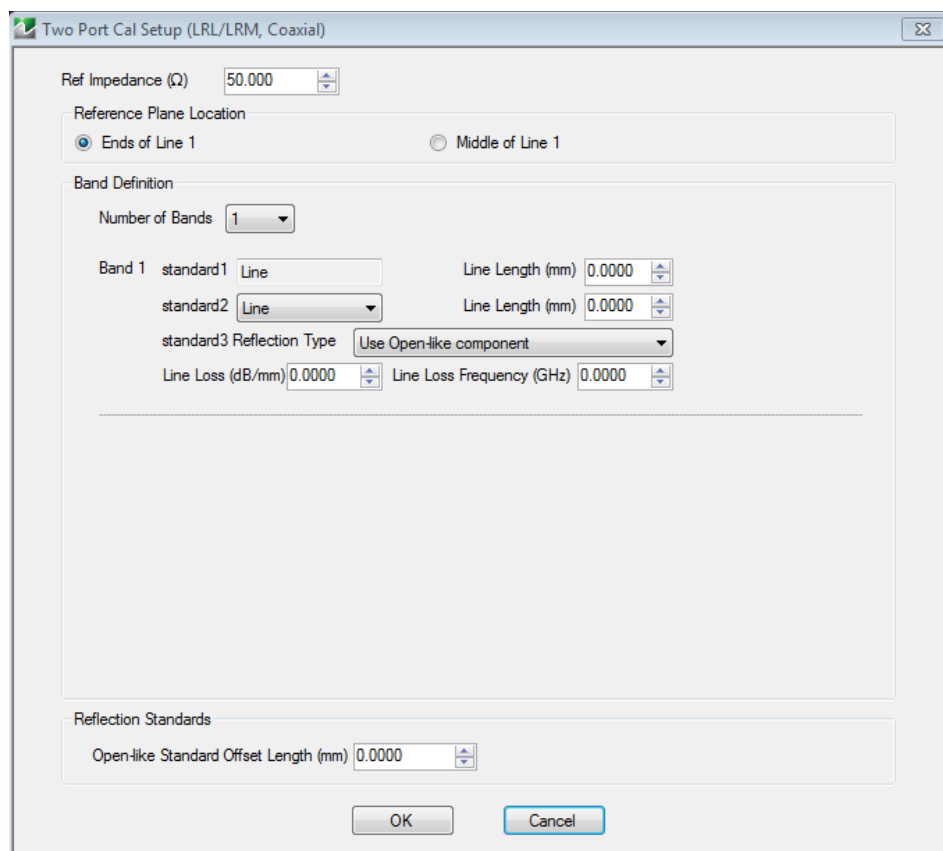 Two Port Cal Setup (LRL/LRM, Coaxial)
Ref Impedance (Ω) 50.000
Reference Plane Location
Ends of Line 1 Middle of Line 1
Band Definition
Number of Bands 1
Band 1 standard1 Line Line Length (mm) 0.0000
standard2 Line Line Length (mm) 0.0000
standard3 Reflection Type Use Open-like component
Line Loss (dB/mm) 0.0000 Line Loss Frequency (GHz) 0.0000
Reflection Standards
Open-like Standard Offset Length (mm) 0.0000
OK Cancel